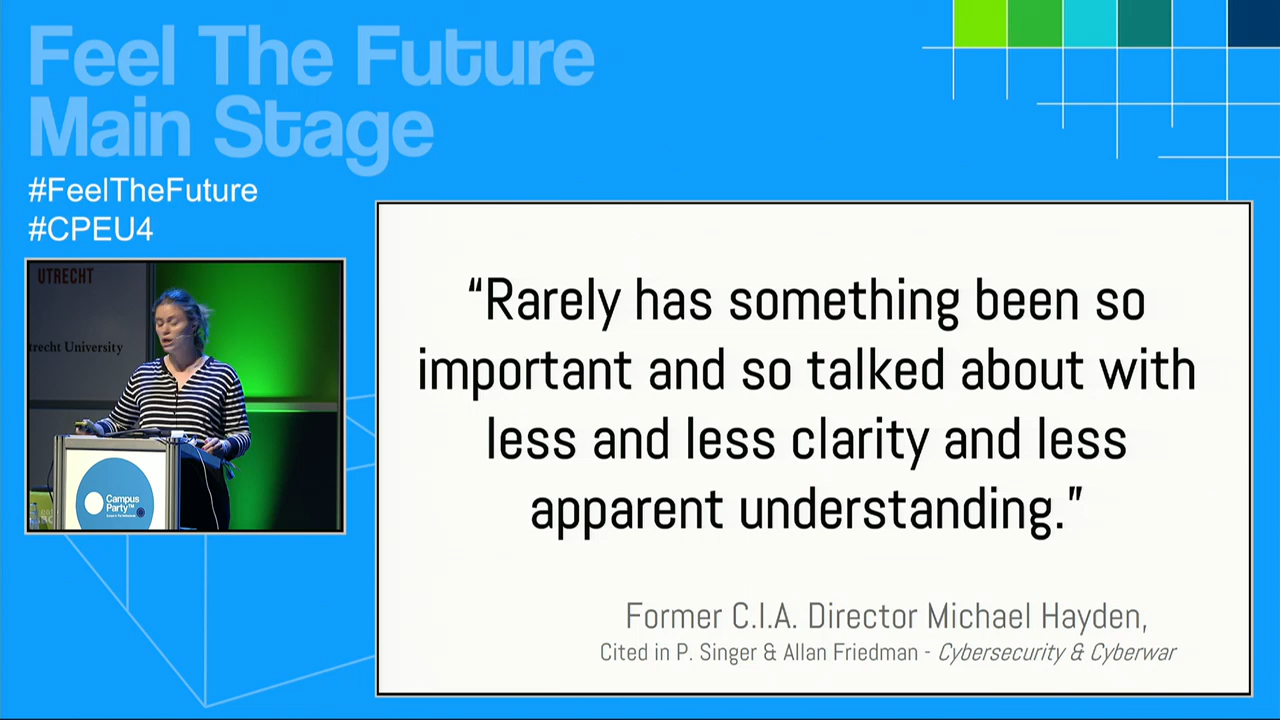 Feel The Future
Main Stage
#FeelTheFuture
#CPEU4
UTRECHT
trecht University
Campus
Party™
“Rarely has something been so
important and so talked about with
less and less clarity and less
apparent understanding.”
Former C.I.A. Director Michael Hayden,
Cited in P. Singer & Allan Friedman - Cybersecurity & Cyberwar